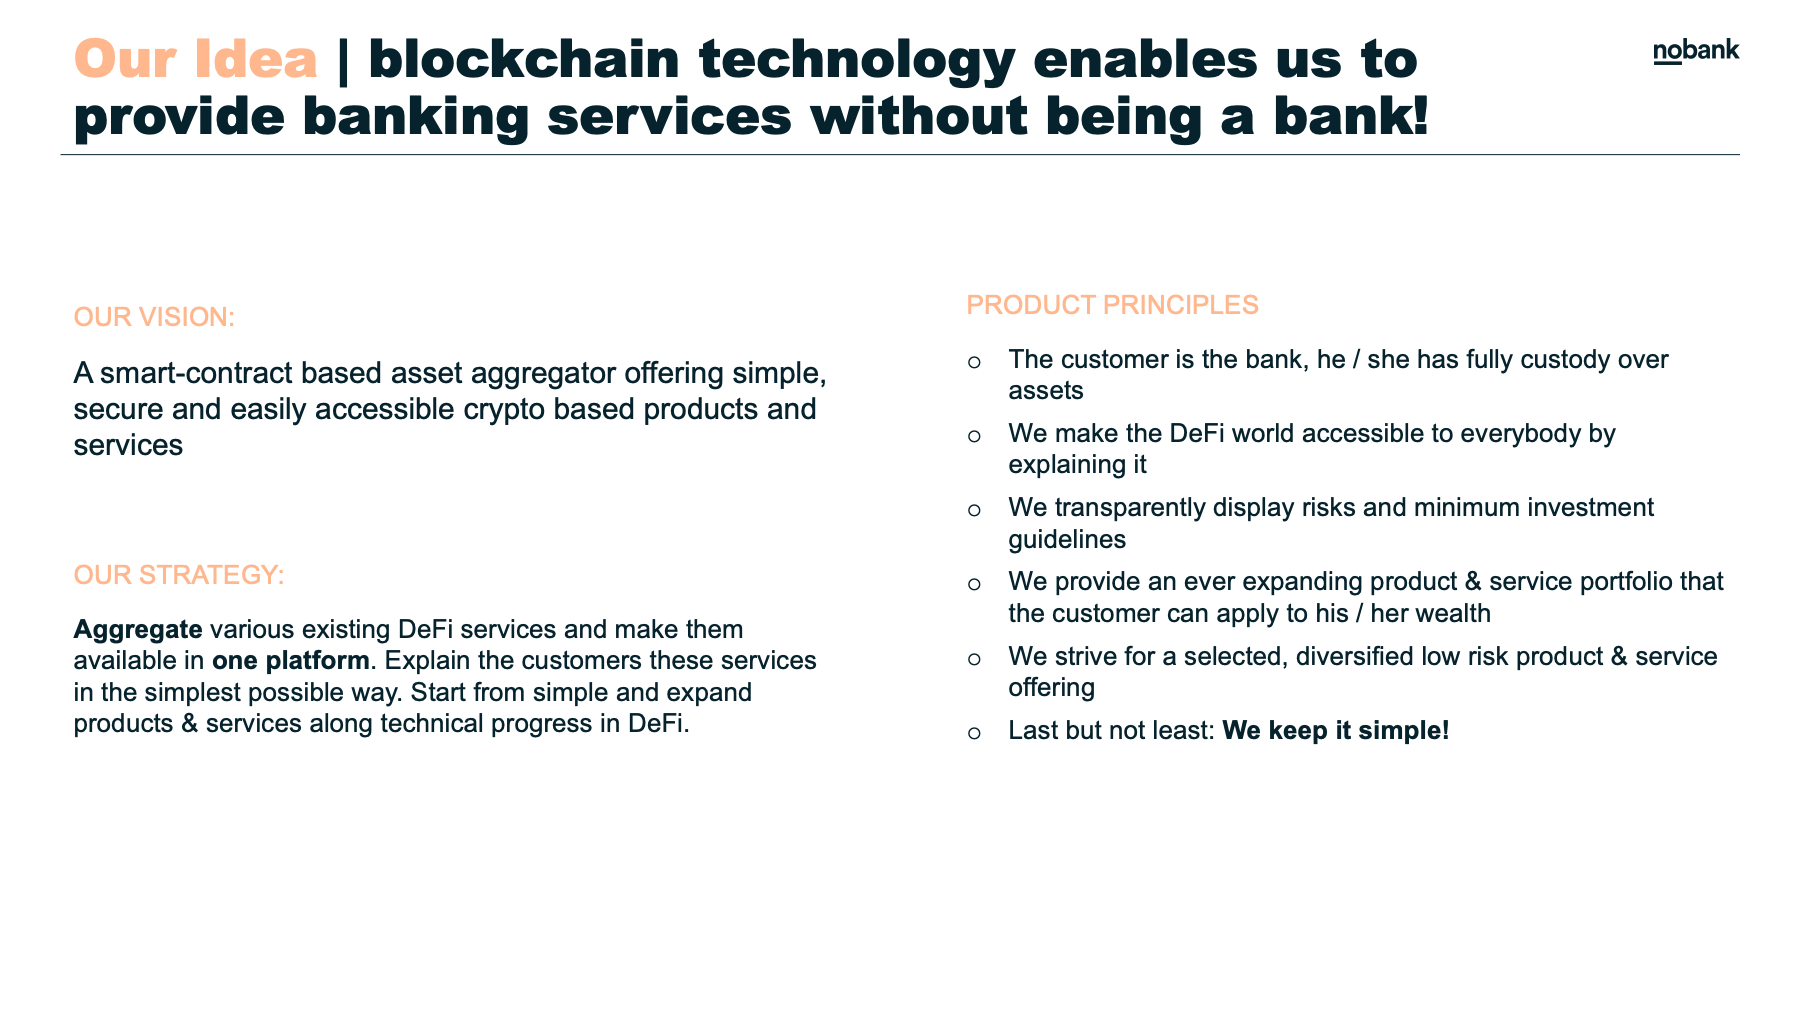 Our Idea | blockchain technology enables us to
provide banking services without being a bank!
nobank
OUR VISION:
A smart-contract based asset aggregator offering simple,
secure and easily accessible crypto based products and
services
OUR STRATEGY:
Aggregate various existing DeFi services and make them
available in one platform. Explain the customers these services
in the simplest possible way. Start from simple and expand
products & services along technical progress in DeFi.
PRODUCT PRINCIPLES
o The customer is the bank, he / she has fully custody over
assets
o We make the DeFi world accessible to everybody by
explaining it
o We transparently display risks and minimum investment
guidelines
o We provide an ever expanding product & service portfolio that
the customer can apply to his / her wealth
o We strive for a selected, diversified low risk product & service
offering
o Last but not least: We keep it simple!